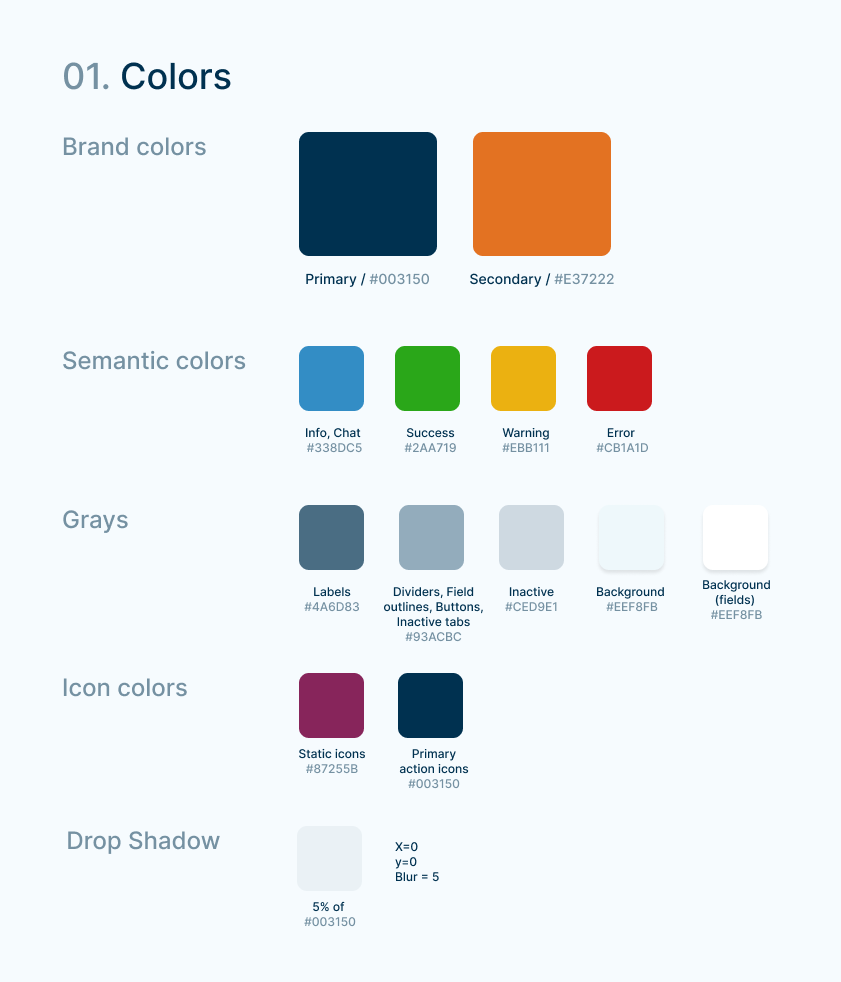 01. Colors
Brand colors
Primary / #003150
Secondary / #E37222
Semantic colors
Info, Chat
#338DC5
Success
#2AA719
Warning
#EBB111
Error
#CB1A1D
Grays
Labels
#4A6D83
Dividers, Field
outlines, Buttons,
Inactive tabs
#93ACBC
Inactive
#CED9E1
Background
#EEF8FB
Background
(fields)
#EEF8FB
Icon colors
Static icons
#87255B
Primary
action icons
#003150
Drop Shadow
5% of
#003150
X=0
y=0
Blur = 5